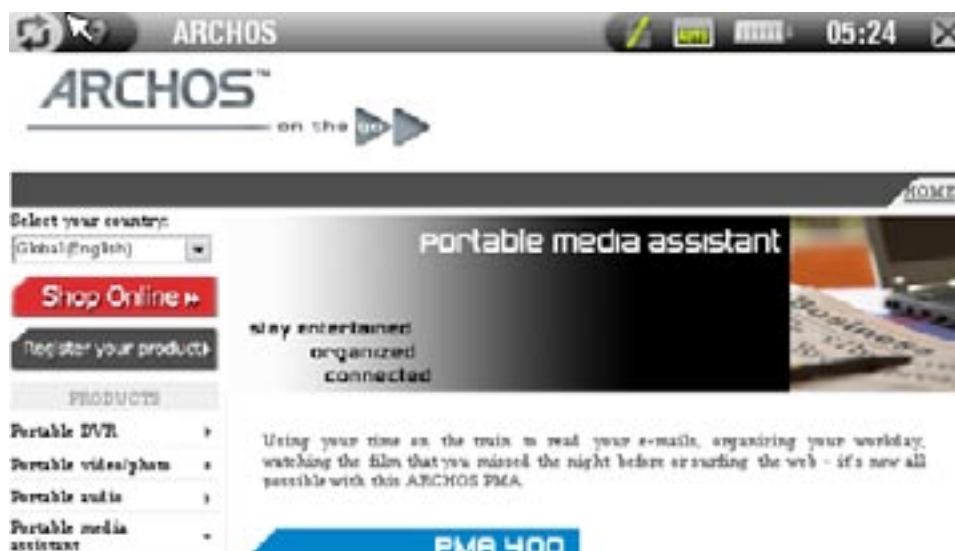 ARCHOS
05:24
ARCHOS™
on the go
HOME
Select your country:
Global (English)
portable media assistant
Shop Online
Register your product
stay entertained
organized
connected
Business
PRODUCTS
Portable DVR
Portable video/photo
Portable audio
Portable media
assistant
Using your time on the train to read your e-mails, organizing your workday,
watching the film that you missed the night before or surfing the web - it's now all
possible with this ARCHOS PMA
PMA 400